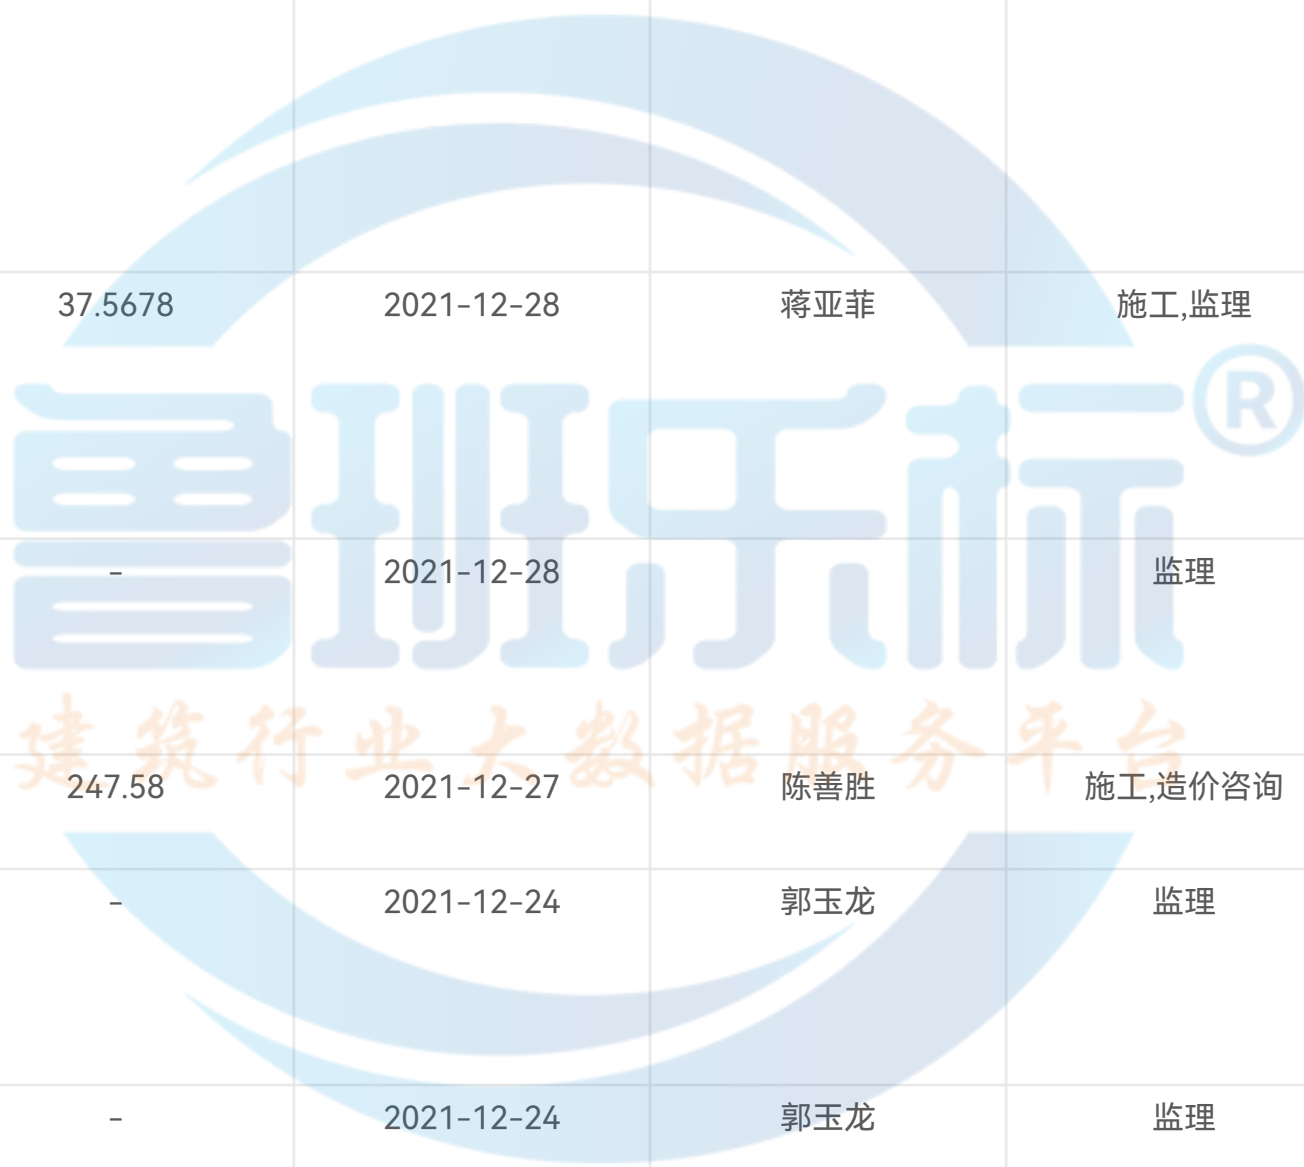 37.5678 2021-12-28 蒋亚菲 施工,监理
鲁班乐标®
- 2021-12-28 监理
建筑行业大数据服务平台
247.58 2021-12-27 陈善胜 施工,造价咨询
- 2021-12-24 郭玉龙 监理
- 2021-12-24 郭玉龙 监理